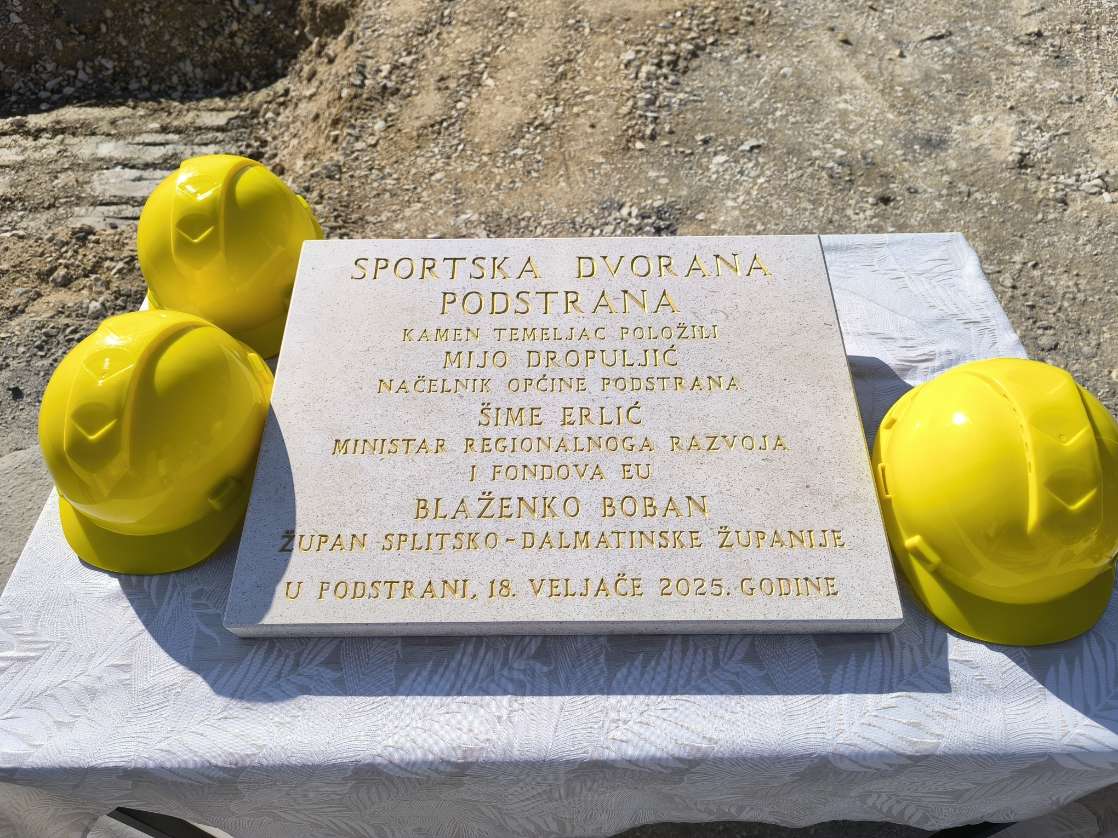 SPORTSKA DVORANA
PODSTRANA
KAMEN TEMELJAC POLOŽILI
MIJO DROPULJIĆ
NAČELNIK OPĆINE PODSTRANA
ŠIME ERLIĆ
MINISTAR REGIONALNOGA RAZVOJA
I FONDOVA EU
BLAŽENKO BOBAN
ŽUPAN SPLITSKO-DALMATINSKE ŽUPANIJE
U PODSTRANI, 18. VELJAČE 2025. GODINE